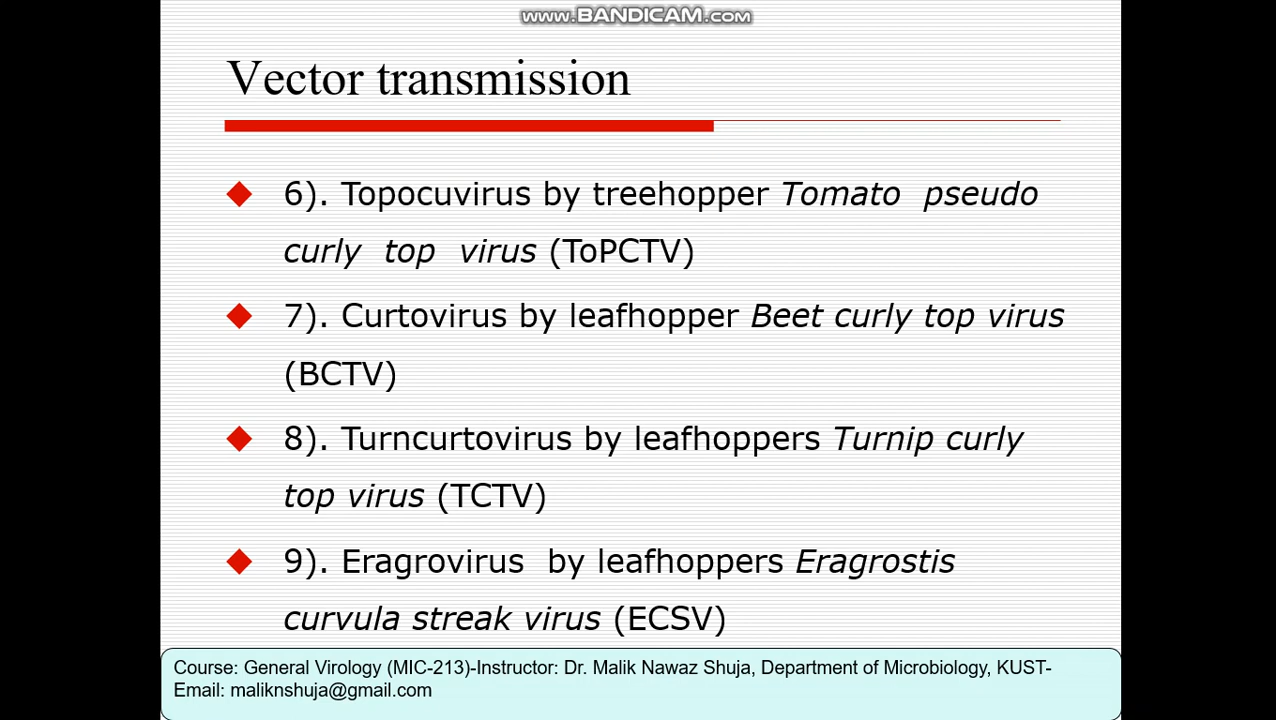 www.BANDICAM.com
Vector transmission
6). Topocuvirus by treehopper Tomato pseudo
curly top virus (ToPCTV)
7). Curtovirus by leafhopper Beet curly top virus
(BCTV)
8). Turncurtovirus by leafhoppers Turnip curly
top virus (TCTV)
9). Eragrovirus by leafhoppers Eragrostis
curvula streak virus (ECSV)
Course: General Virology (MIC-213)-Instructor: Dr. Malik Nawaz Shuja, Department of Microbiology, KUST-
Email: maliknshuja@gmail.com